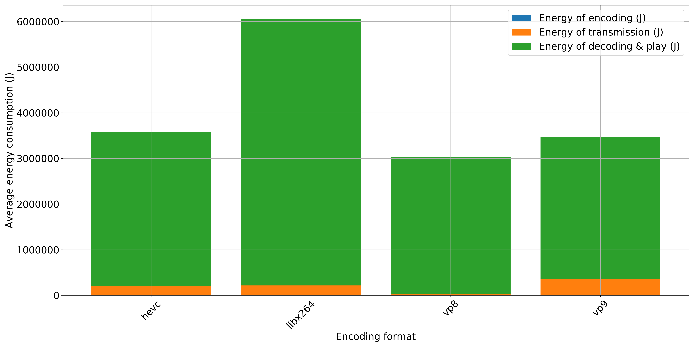 Energy of encoding (J)
Energy of transmission (J)
Energy of decoding & play (J)
Average energy consumption (J)
6000000
5000000
4000000
3000000
2000000
1000000
0
hevc
libx264
vp8
vp9
Encoding format